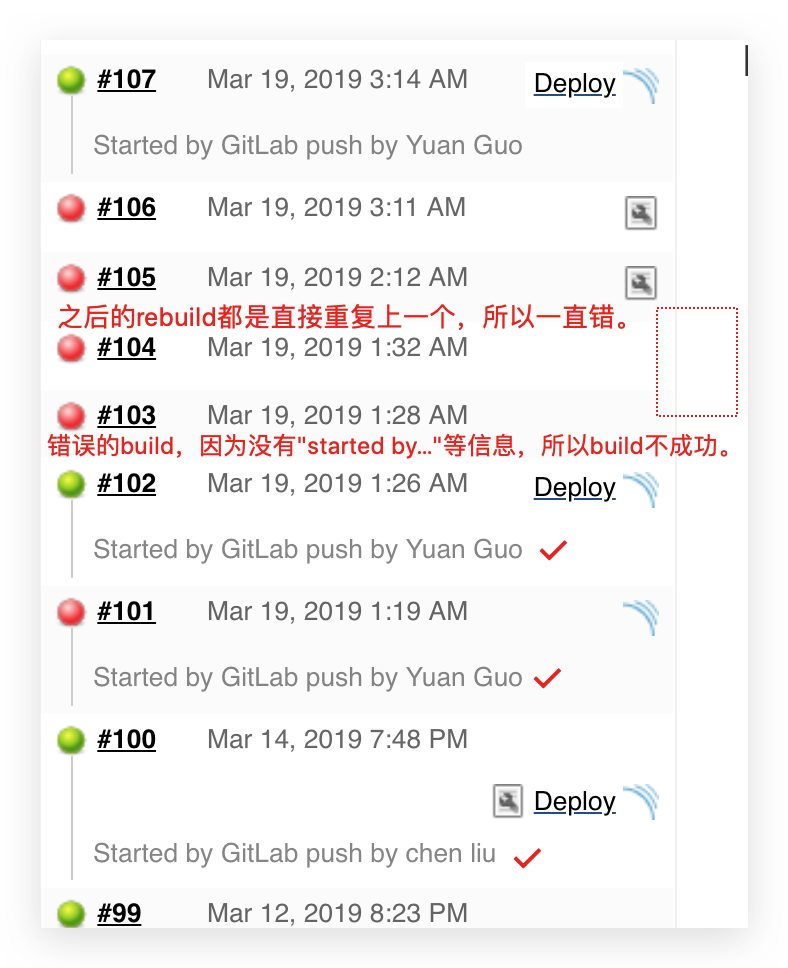 #107 Mar 19, 2019 3:14 AM Deploy
Started by GitLab push by Yuan Guo
#106 Mar 19, 2019 3:11 AM
#105 Mar 19, 2019 2:12 AM
之后的rebuild都是直接重复上一个，所以一直错。
#104 Mar 19, 2019 1:32 AM
#103 Mar 19, 2019 1:28 AM
错误的build，因为没有"started by..."等信息，所以build不成功。
#102 Mar 19, 2019 1:26 AM Deploy
Started by GitLab push by Yuan Guo
#101 Mar 19, 2019 1:19 AM
Started by GitLab push by Yuan Guo
#100 Mar 14, 2019 7:48 PM
Deploy
Started by GitLab push by chen liu
#99 Mar 12, 2019 8:23 PM